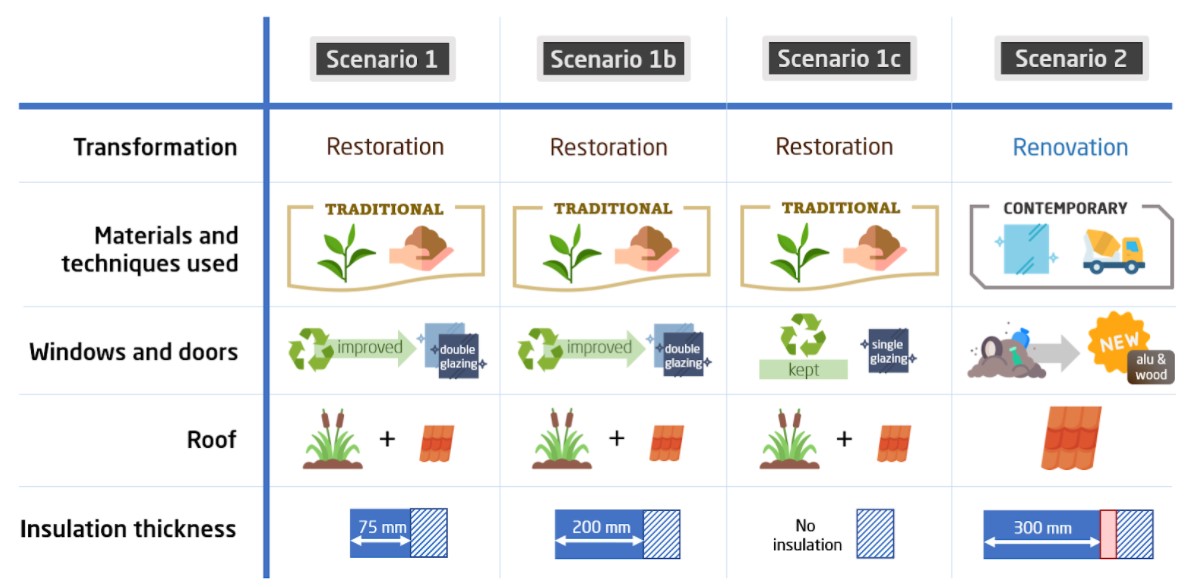 Scenario 1
Scenario 1b
Scenario 1c
Scenario 2
Transformation
Restoration
Restoration
Restoration
Renovation
Materials and
techniques used
TRADITIONAL
TRADITIONAL
TRADITIONAL
CONTEMPORARY
Windows and doors
improved
double
glazing
improved
double
glazing
kept
single
glazing
NEW
alu &
wood
Roof
+
+
+
Insulation thickness
75 mm
200 mm
No
insulation
300 mm